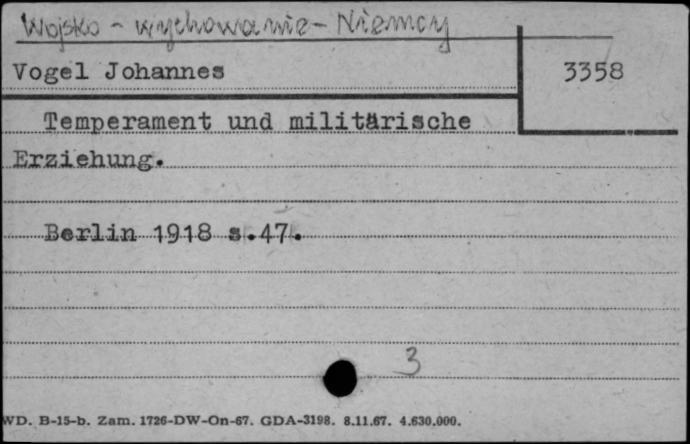 Wojsko - wychowanie - Niemcy
Vogel Johannes
3358
Temperament und militärische
Erziehung.
Berlin 1918 s.47.
3
WD. B-15-b. Zam. 1726-DW-On-67. GDA-3198. 8.11.67. 4.630.000.